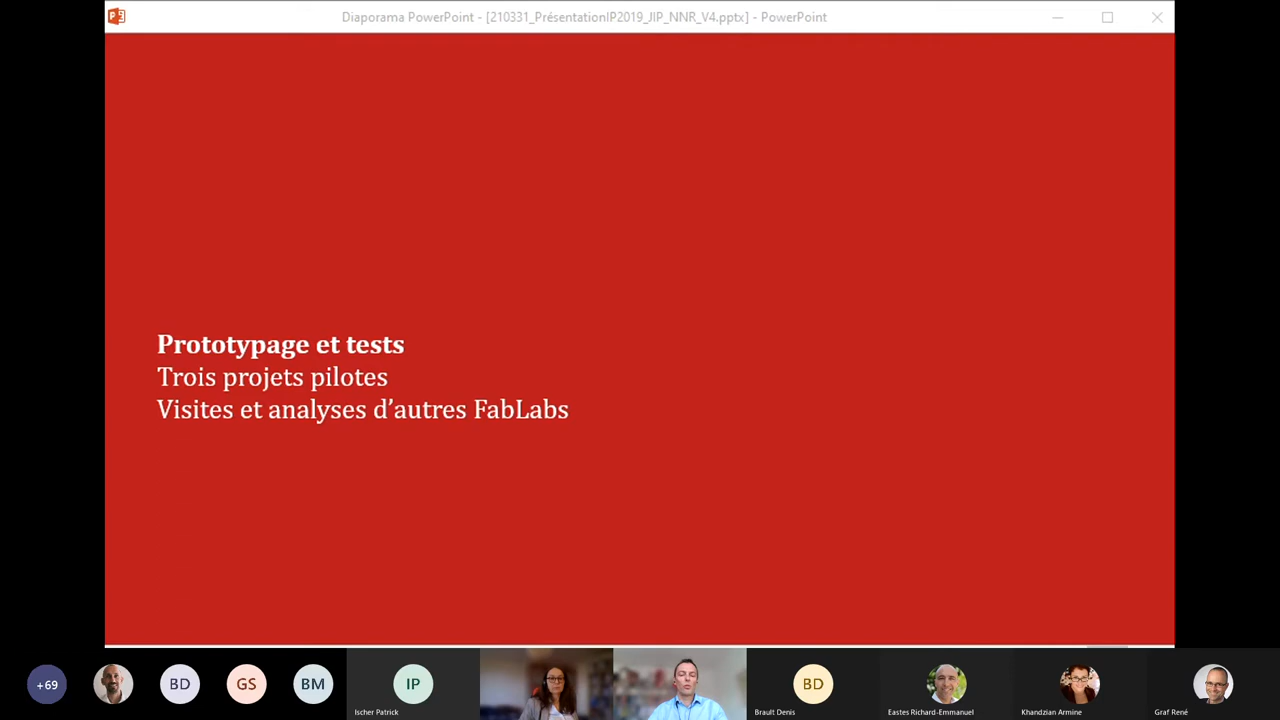 Diaporama PowerPoint - [210331_PrésentationIP2019_JIP_NNR_V4.pptx] - PowerPoint
Prototypage et tests
Trois projets pilotes
Visites et analyses d’autres FabLabs
+69
BD
GS
BM
IP
BD
Ischer Patrick
Brault Denis
Eastes Richard-Emmanuel
Khandzian Armine
Graf René